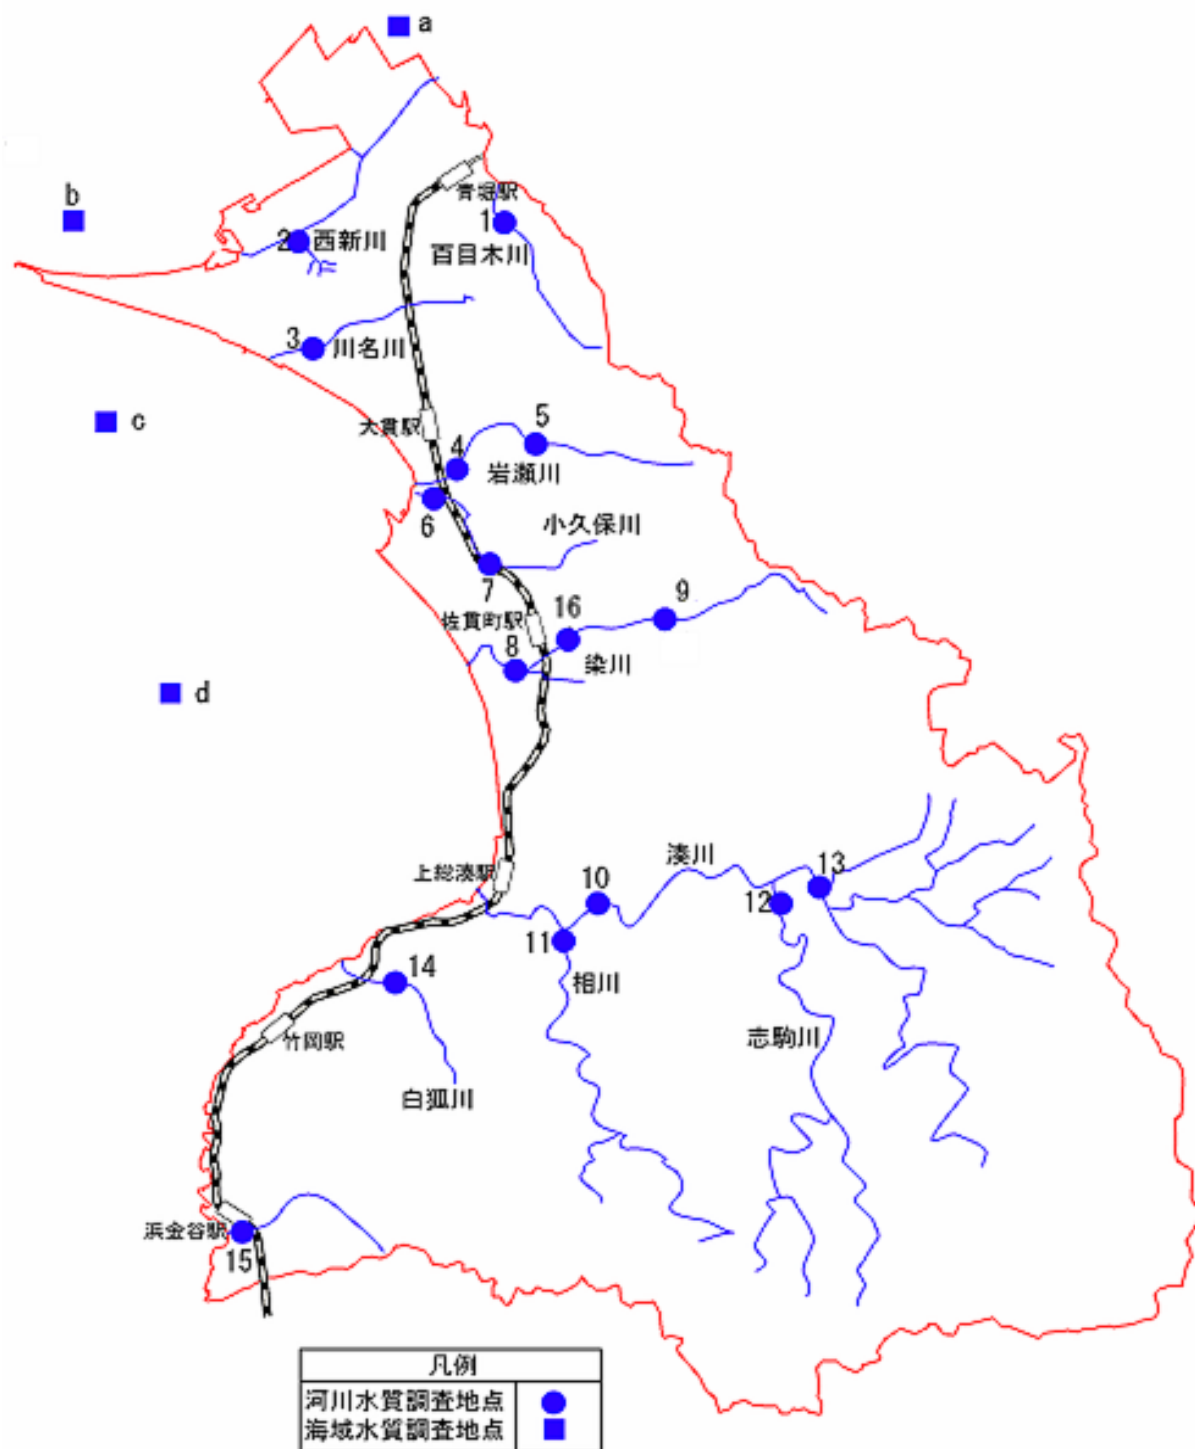 a
b
青堀駅
1
2
西新川
百目木川
3
川名川
c
大貫駅
5
4
岩瀬川
6
小久保川
7
9
16
佐貫町駅
8
染川
d
湊川
上総湊駅
10
13
12
11
14
相川
志駒川
竹岡駅
白狐川
浜金谷駅
15
凡例
河川水質調査地点
海域水質調査地点